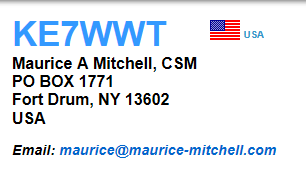 KE7WWT USA
Maurice A Mitchell, CSM
PO BOX 1771
Fort Drum, NY 13602
USA
Email: maurice@maurice-mitchell.com